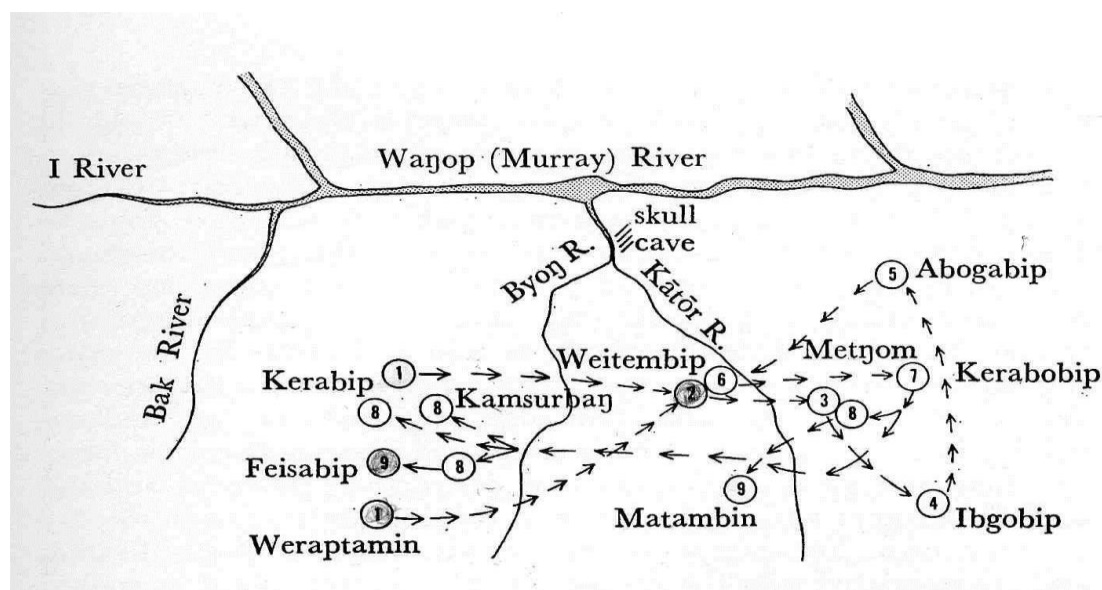 I River
Waŋop (Murray) River
skull
cave
Byoŋ R.
Kātōr R.
Bak River
5
Abogabip
Weitembip
Metŋom
Kerabip
1
2
6
7
Kerabobip
8
8
Kamsurbaŋ
3
8
Feisabip
9
8
9
4
Ibgobip
1
Matambin
Weraptamin